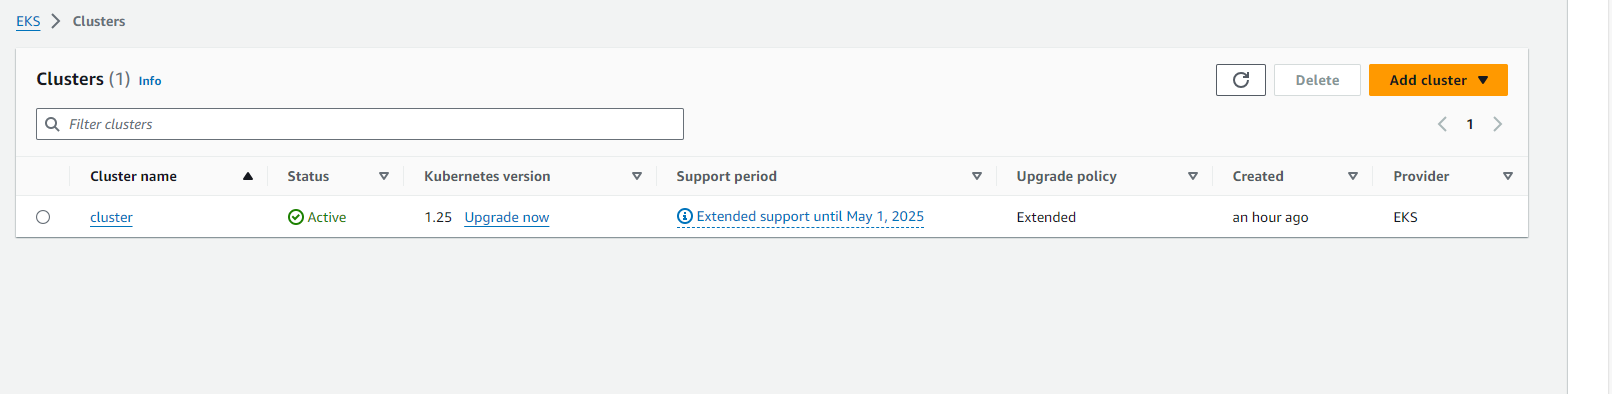 EKS > Clusters
Clusters (1) Info
Delete
Add cluster
Filter clusters
1
Cluster name Status Kubernetes version Support period Upgrade policy Created Provider
cluster Active 1.25 Upgrade now Extended support until May 1, 2025 Extended an hour ago EKS